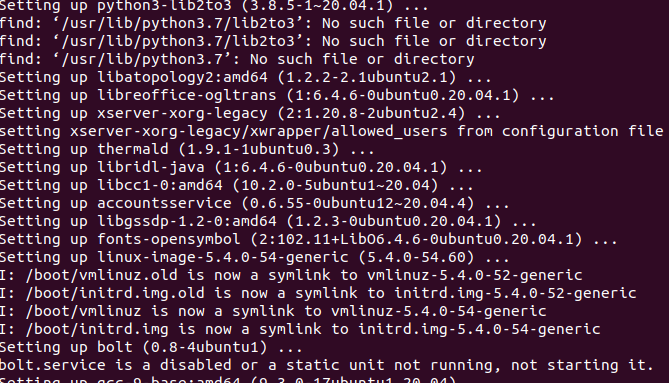 Setting up python3-lib2to3 (3.8.5-1~20.04.1) ...
find: ‘/usr/lib/python3.7/lib2to3’: No such file or directory
find: ‘/usr/lib/python3.7/lib2to3’: No such file or directory
find: ‘/usr/lib/python3.7’: No such file or directory
Setting up libatopology2:amd64 (1.2.2-2.1ubuntu2.1) ...
Setting up libreoffice-ogltrans (1:6.4.6-0ubuntu0.20.04.1) ...
Setting up xserver-xorg-legacy (2:1.20.8-2ubuntu2.4) ...
setting xserver-xorg-legacy/xwrapper/allowed_users from configuration file
Setting up thermald (1.9.1-1ubuntu0.3) ...
Setting up libridl-java (1:6.4.6-0ubuntu0.20.04.1) ...
Setting up libcc1-0:amd64 (10.2.0-5ubuntu1~20.04) ...
Setting up accountsservice (0.6.55-0ubuntu12~20.04.4) ...
Setting up libgssdp-1.2-0:amd64 (1.2.3-0ubuntu0.20.04.1) ...
Setting up fonts-opensymbol (2:102.11+LibO6.4.6-0ubuntu0.20.04.1) ...
Setting up linux-image-5.4.0-54-generic (5.4.0-54.60) ...
I: /boot/vmlinuz.old is now a symlink to vmlinuz-5.4.0-52-generic
I: /boot/initrd.img.old is now a symlink to initrd.img-5.4.0-52-generic
I: /boot/vmlinuz is now a symlink to vmlinuz-5.4.0-54-generic
I: /boot/initrd.img is now a symlink to initrd.img-5.4.0-54-generic
Setting up bolt (0.8-4ubuntu1) ...
bolt.service is a disabled or a static unit not running, not starting it.
Setting up gcc-9-base:amd64 (9.3.0-17ubuntu1~20.04) ...